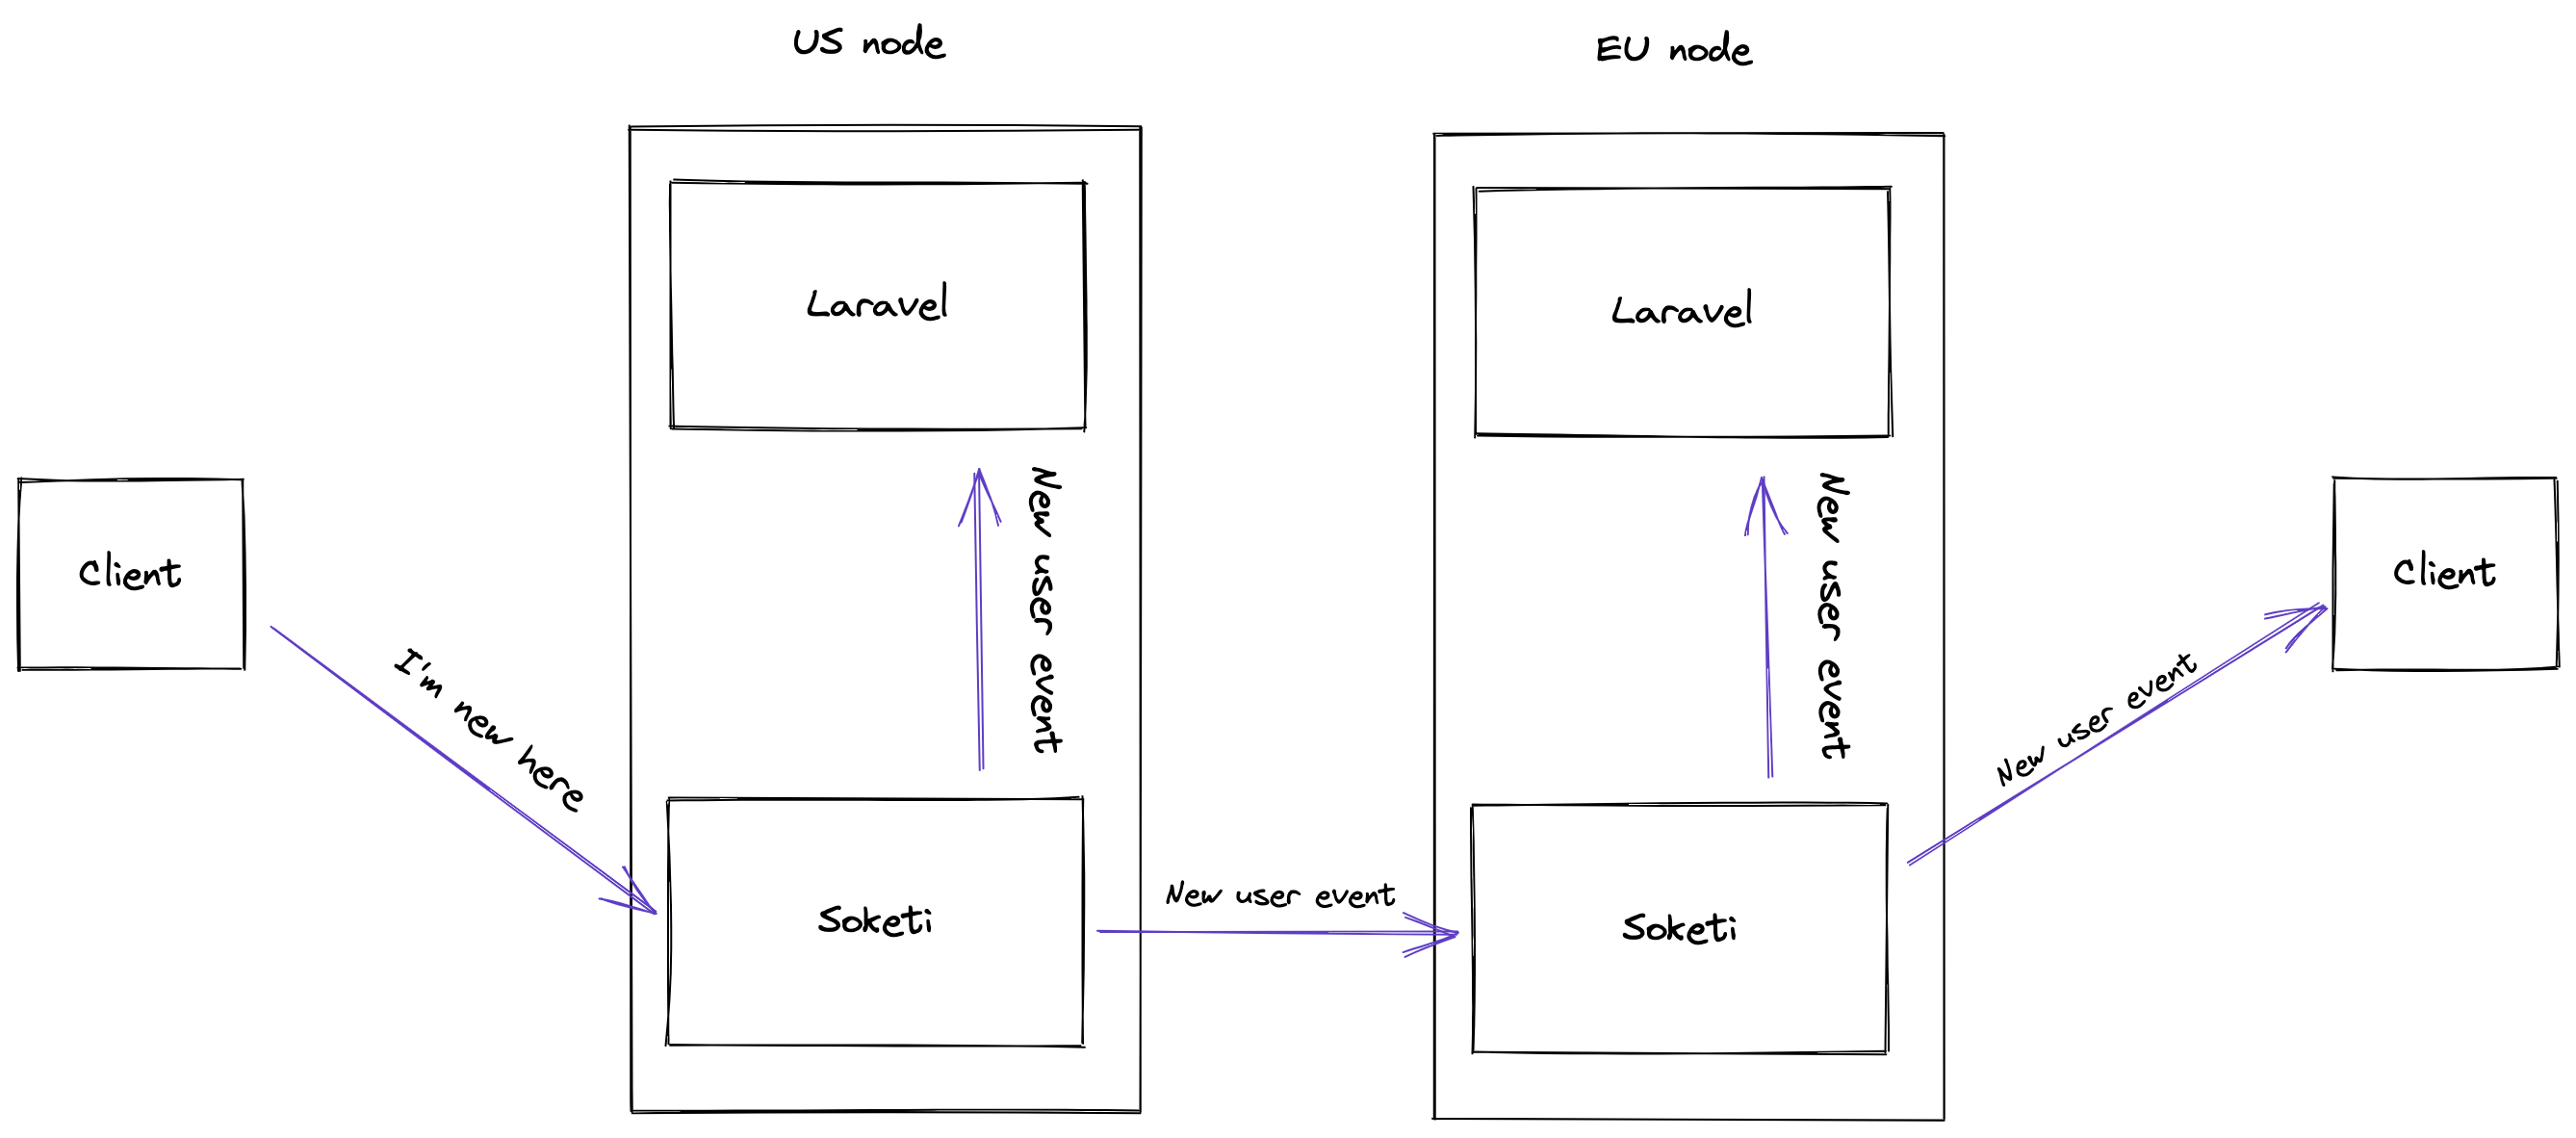 US node
EU node
Laravel
Laravel
New user event
New user event
Client
Client
I'm new here
New user event
New user event
Soketi
Soketi